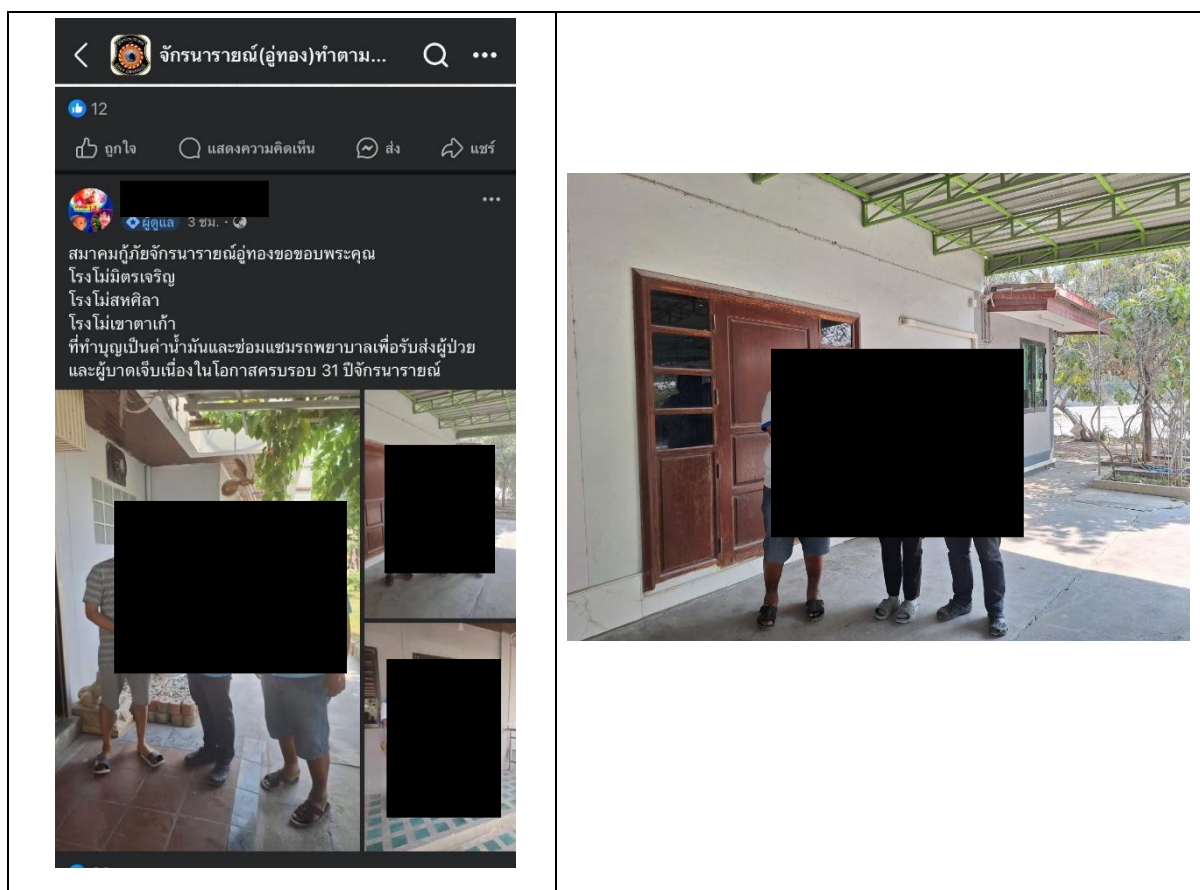 จักรนารายณ์(อู่ทอง)ทำตาม...
12
ถูกใจ
แสดงความคิดเห็น
ส่ง
แชร์
ผู้ดูแล 3 ชม. ·
สมาคมกู้ภัยจักรนารายณ์อู่ทองขอขอบพระคุณ
โรงโม่มิตรเจริญ
โรงโม่สหศิลา
โรงโม่เขาตาเก้า
ที่ทำบุญเป็นค่าน้ำมันและซ่อมแซมรถพยาบาลเพื่อรับส่งผู้ป่วย
และผู้บาดเจ็บเนื่องในโอกาสครบรอบ 31 ปีจักรนารายณ์